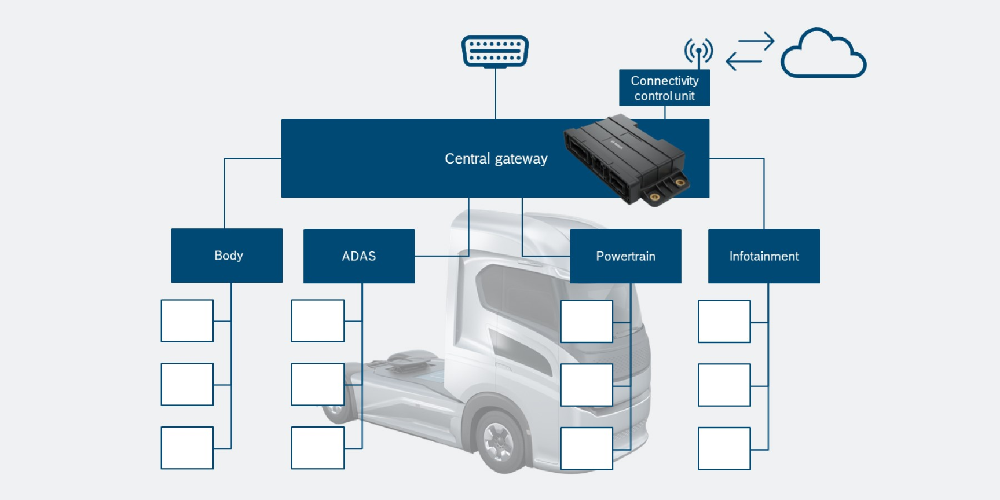 Connectivity
control unit
Central gateway
Body
ADAS
Powertrain
Infotainment